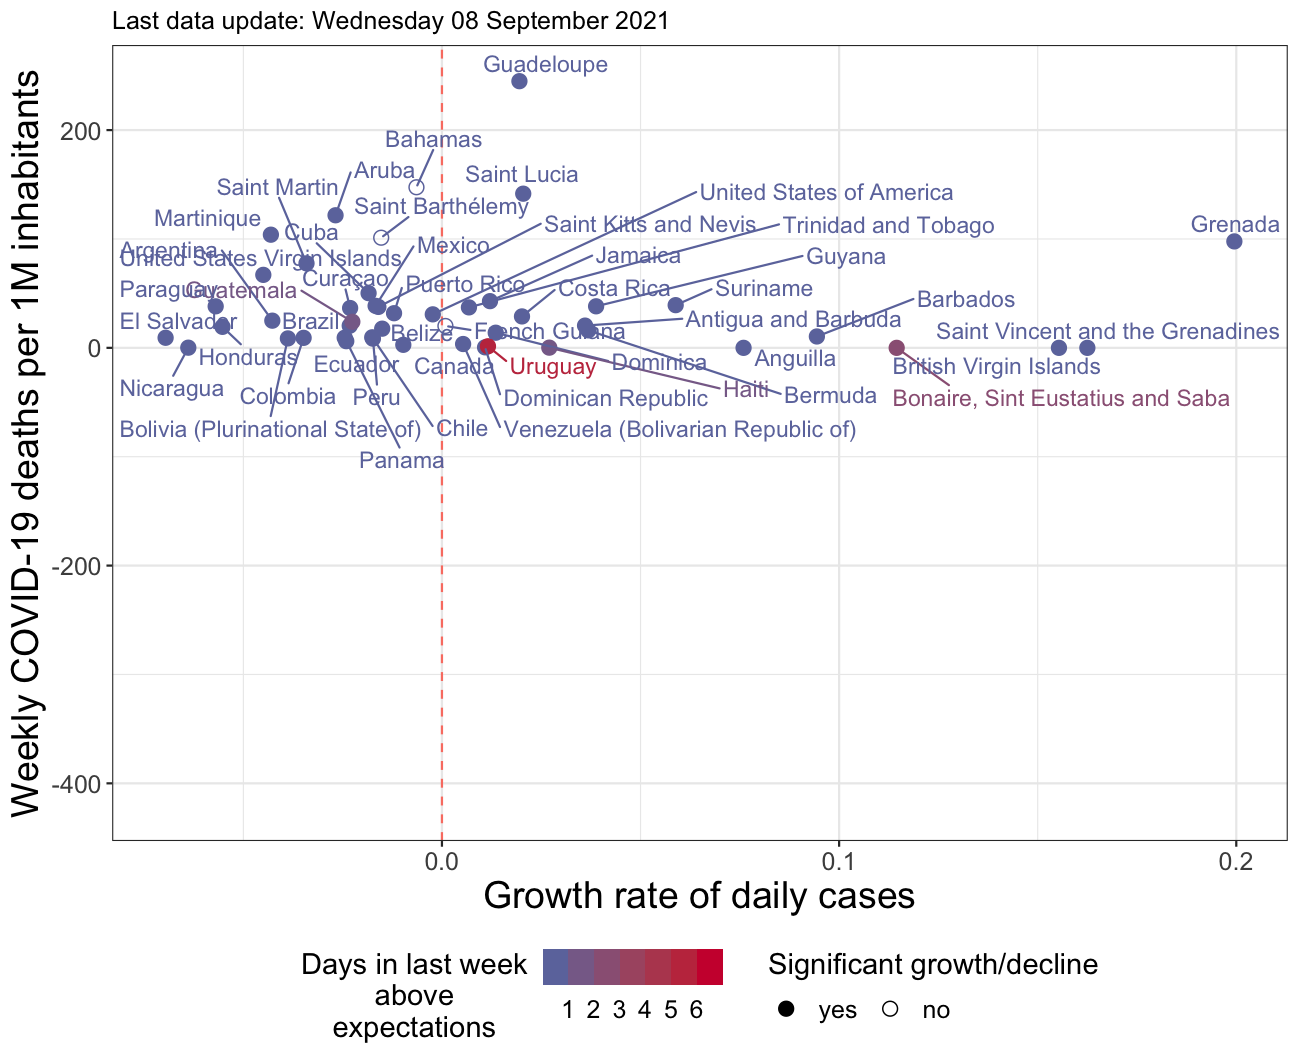 Last data update: Wednesday 08 September 2021
Weekly COVID-19 deaths per 1M inhabitants
200
0
-200
-400
Guadeloupe
Bahamas
Aruba
Saint Lucia
Saint Martin
United States of America
Saint Barthélemy
Martinique
Saint Kitts and Nevis
Trinidad and Tobago
Grenada
Cuba
Mexico
Argentina
United States Virgin Islands
Jamaica
Guyana
Curaçao
Puerto Rico
Paraguay
Guatemala
Costa Rica
Suriname
Barbados
El Salvador
Brazil
Belize
French Guiana
Antigua and Barbuda
Saint Vincent and the Grenadines
Honduras
Ecuador
Canada
Uruguay
Dominica
Anguilla
British Virgin Islands
Nicaragua
Colombia
Peru
Dominican Republic
Haiti
Bermuda
Bonaire, Sint Eustatius and Saba
Bolivia (Plurinational State of)
Chile
Venezuela (Bolivarian Republic of)
Panama
0.0
0.1
0.2
Growth rate of daily cases
Days in last week
above
expectations
1 2 3 4 5 6
Significant growth/decline
yes
no